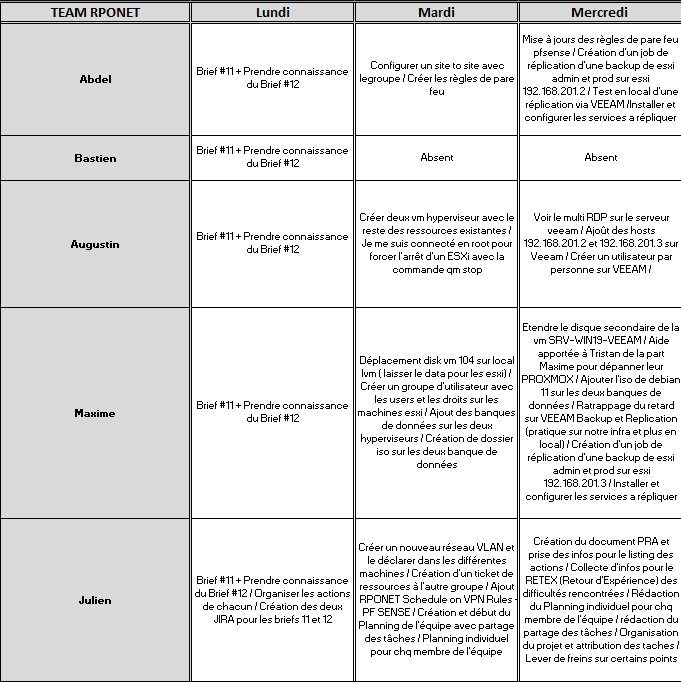 TEAM RPONET
Lundi
Mardi
Mercredi
Abdel
Brief #11 + Prendre connaissance
du Brief #12
Configurer un site to site avec
legroupe / Créer les règles de pare
feu
Mise à jours des règles de pare feu
pfsense / Création d'un job de
réplication d'une backup de esxi
admin et prod sur esxi
192.168.201.2 / Test en local d'une
réplication via VEEAM /Installer et
configurer les services a répliquer
Bastien
Brief #11 + Prendre connaissance
du Brief #12
Absent
Absent
Augustin
Brief #11 + Prendre connaissance
du Brief #12
Créer deux vm hyperviseur avec le
reste des ressources existantes /
Je me suis connecté en root pour
forcer l'arrêt d'un ESXi avec la
commande qm stop
Voir le multi RDP sur le serveur
veeam / Ajoût des hosts
192.168.201.2 et 192.168.201.3 sur
Veeam / Créer un utilisateur par
personne sur VEEAM /
Maxime
Brief #11 + Prendre connaissance
du Brief #12
Déplacement disk vm 104 sur local
lvm ( laisser le data pour les esxi) /
Créer un groupe d'utilisateur avec
les users et les droits sur les
machines esxi / Ajout des banques
de données sur les deux
hyperviseurs / Création de dossier
iso sur les deux banque de
données
Etendre le disque secondaire de la
vm SRV-WIN19-VEEAM / Aide
apportée à Tristan de la part
Maxime pour dépanner leur
PROXMOX / Ajouter l'iso de debian
11 sur les deux banques de
données / Ratrappage du retard
sur VEEAM Backup et Replication
(pratique sur notre infra et plus en
local) / Création d'un job de
réplication d'une backup de esxi
admin et prod sur esxi
192.168.201.3 / Installer et
configurer les services a répliquer
Julien
Brief #11 + Prendre connaissance
du Brief #12 / Organiser les actions
de chacun / Création des deux
JIRA pour les briefs 11 et 12
Créer un nouveau réseau VLAN et
le déclarer dans les différentes
machines / Création d'un ticket de
ressources à l'autre groupe / Ajout
RPONET Schedule on VPN Rules -
PF SENSE / Création et début du
Planning de l'équipe avec partage
des tâches / Planning individuel
pour chq membre de l'équipe
Création du document PRA et
prise des infos pour le listing des
actions / Collecte d'infos pour le
RETEX (Retour d'Expérience) des
difficultés rencontrées / Rédaction
du Planning individuel pour chq
membre de l'équipe / rédaction du
partage des tâches / Organisation
du projet et attribution des taches /
Lever de freins sur certains points